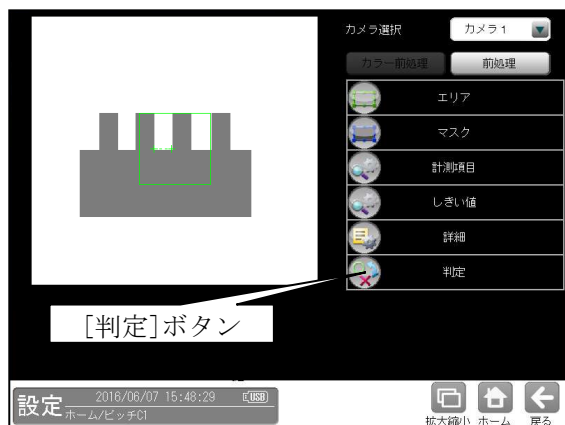 カメラ選択
カメラ1
カラー前処理
前処理
エリア
マスク
計測項目
しきい値
詳細
判定
[判定]ボタン
設定
2016/06/07 15:48:29
E:(USB)
ホーム/ピッチC1
拡大縮小
ホーム
戻る